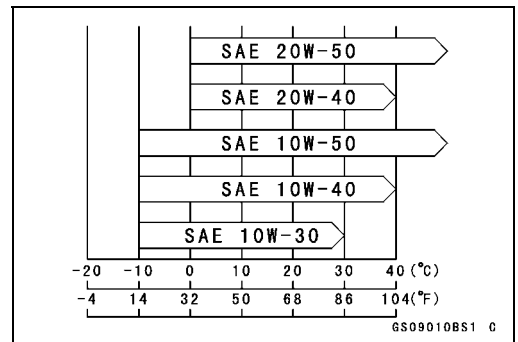 SAE 20W-50
SAE 20W-40
SAE 10W-50
SAE 10W-40
SAE 10W-30
-20 -10 0 10 20 30 40 (°C)
-4 14 32 50 68 86 104(°F)
GS09010BS1 C